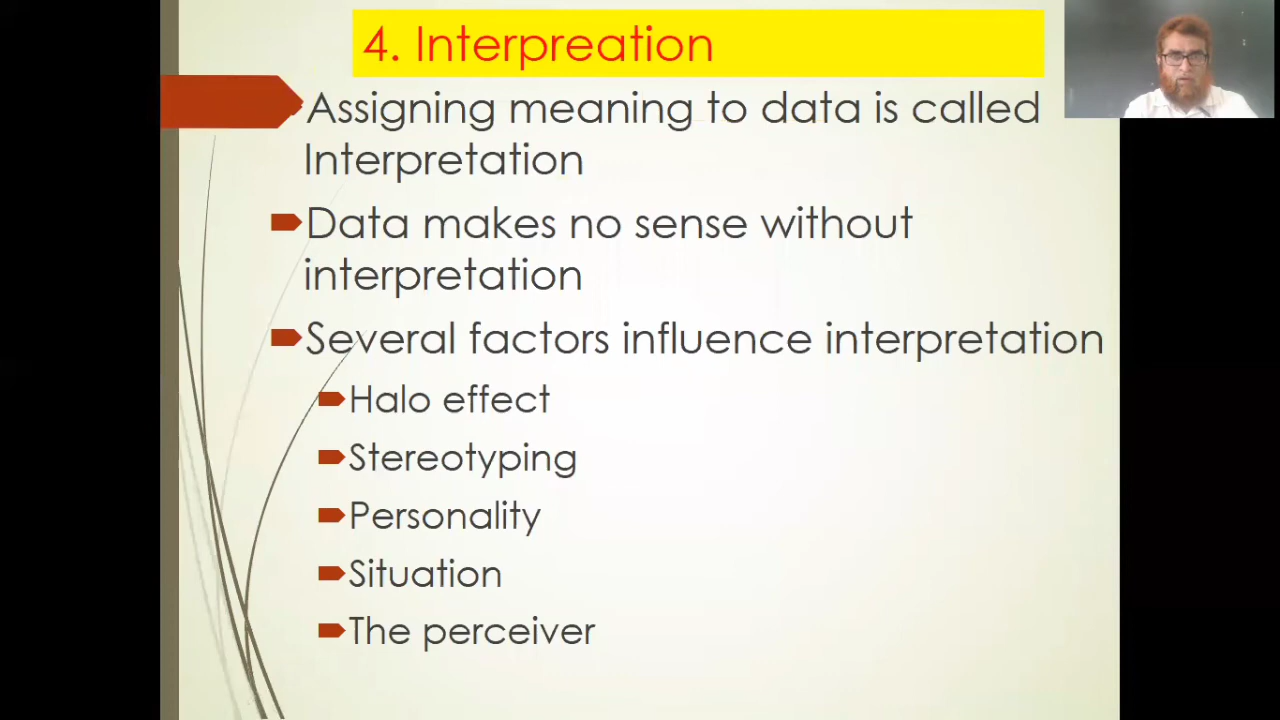 4. Interpreation
Assigning meaning to data is called
Interpretation
Data makes no sense without
interpretation
Several factors influence interpretation
Halo effect
Stereotyping
Personality
Situation
The perceiver